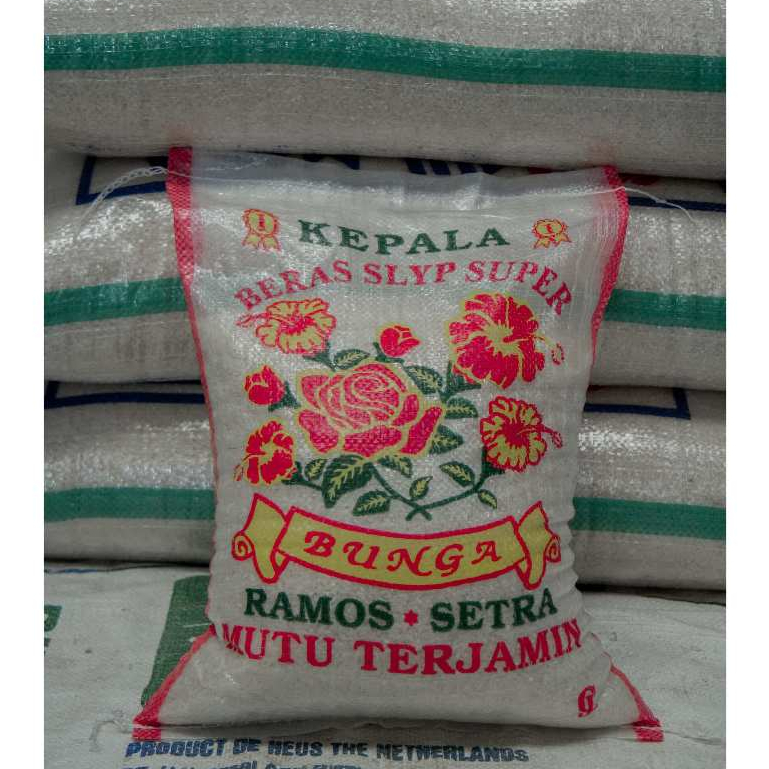 KEPALA
BERAS SLYP SUPER
BUNGA
RAMOS * SETRA
MUTU TERJAMIN
G
PRODUCT DE HEUS THE NETHERLANDS